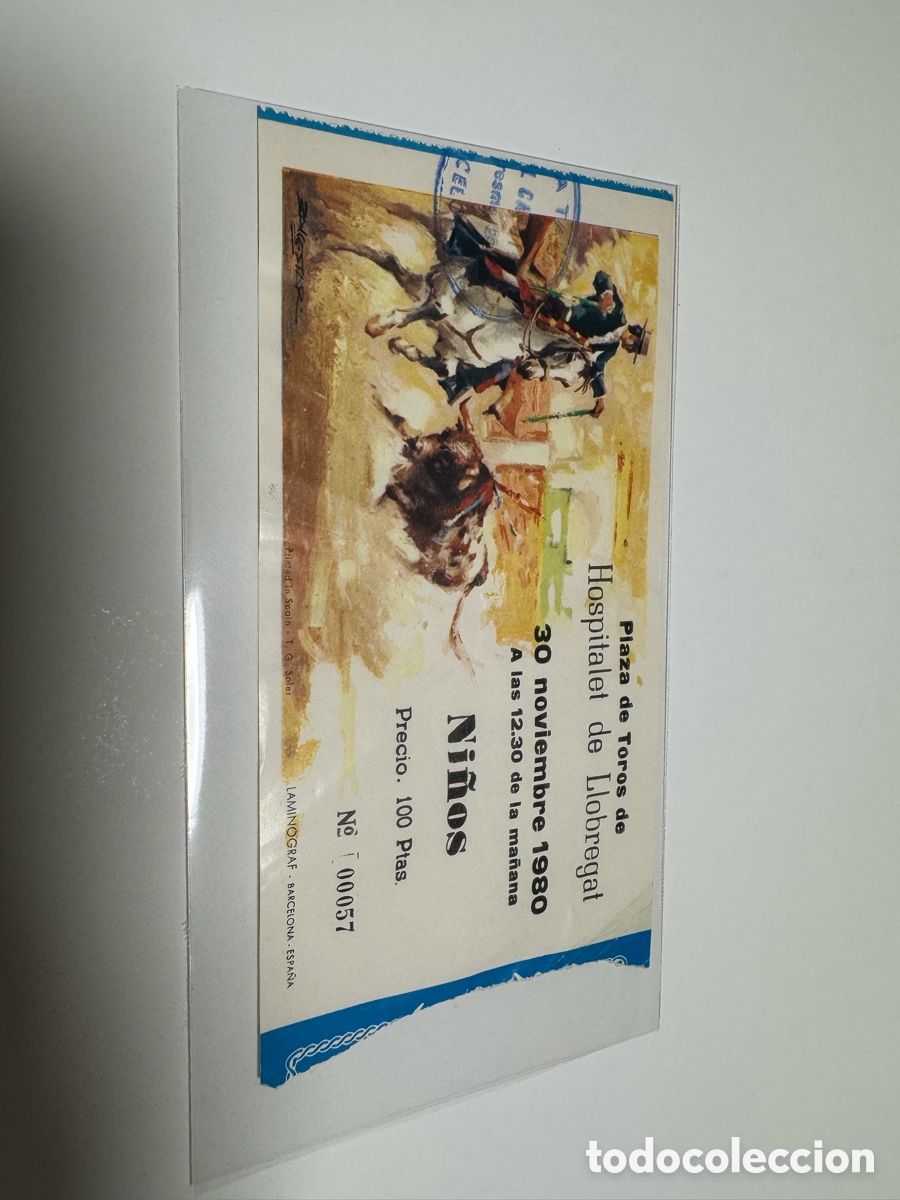 Plaza de Toros de
Hospitalet de Llobregat
30 noviembre 1980
A las 12.30 de la mañana
Niños
Precio. 100 Ptas.
Nº 00057
Printed in Spain - T. G. Soler
LAMINOGRAF - BARCELONA - ESPAÑA
todocoleccion